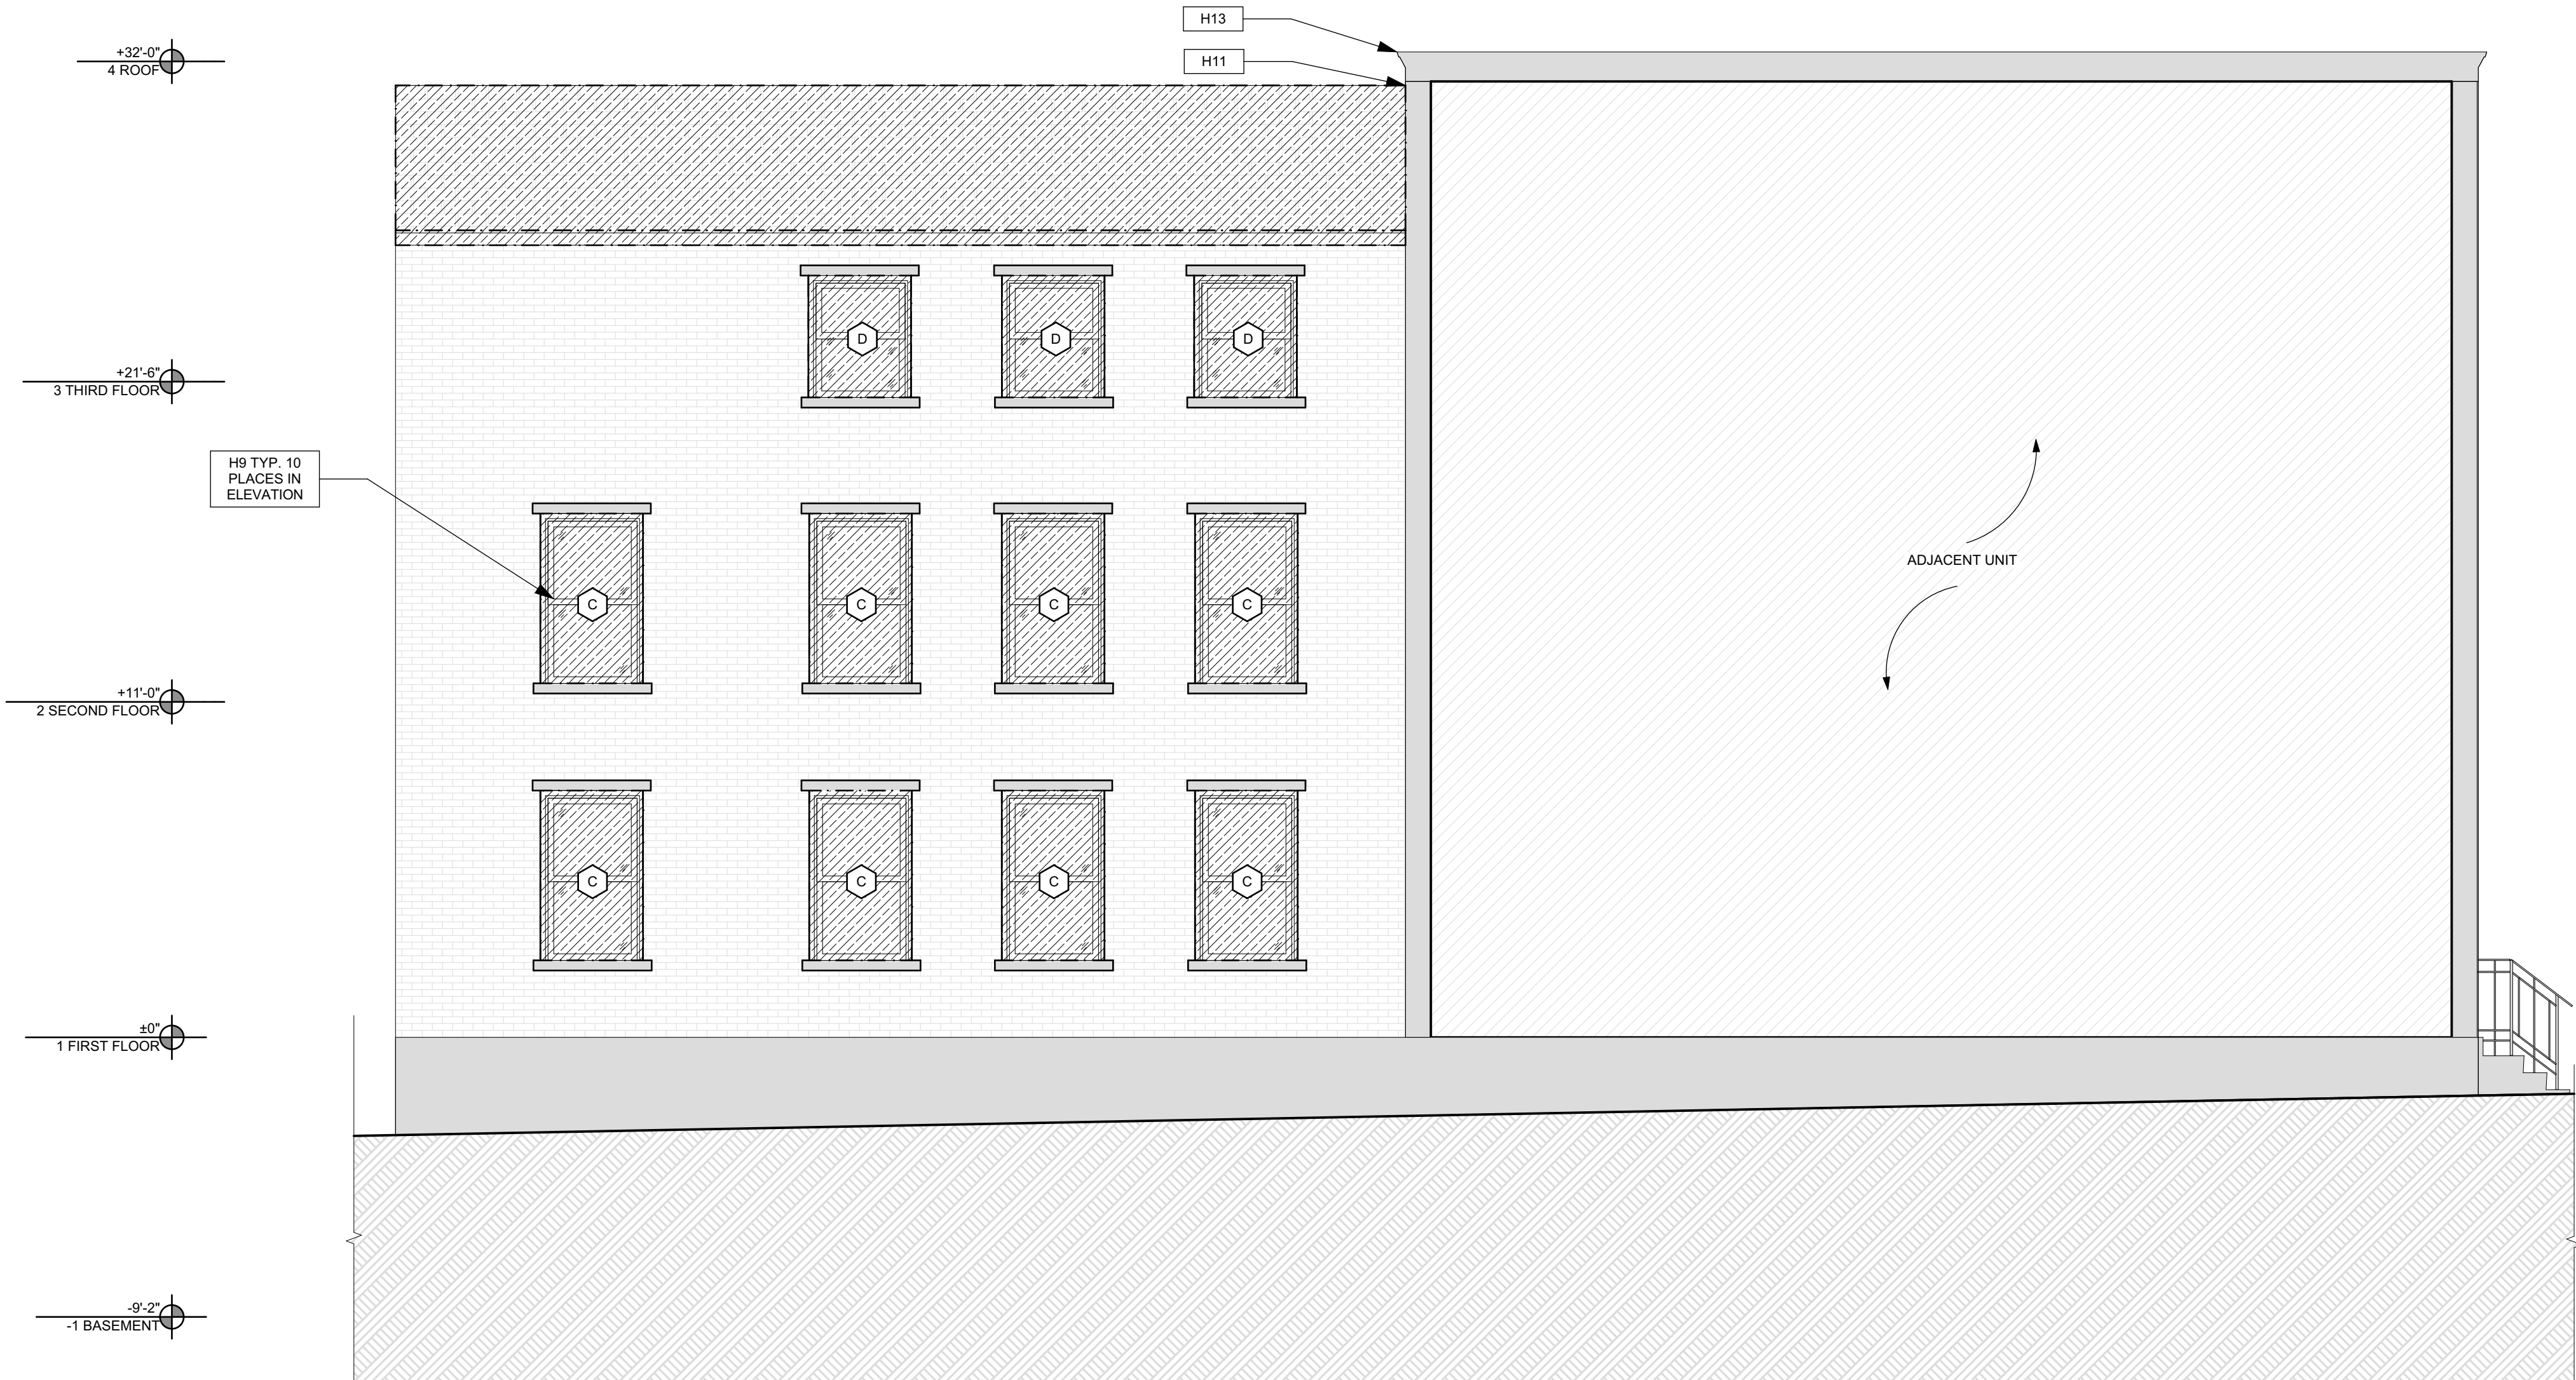 H13
+32'-0"
4 ROOF
H11
D
D
D
+21'-6"
3 THIRD FLOOR
H9 TYP. 10
PLACES IN
ELEVATION
ADJACENT UNIT
C
C
C
C
+11'-0"
2 SECOND FLOOR
C
C
C
C
±0"
1 FIRST FLOOR
-9'-2"
-1 BASEMENT